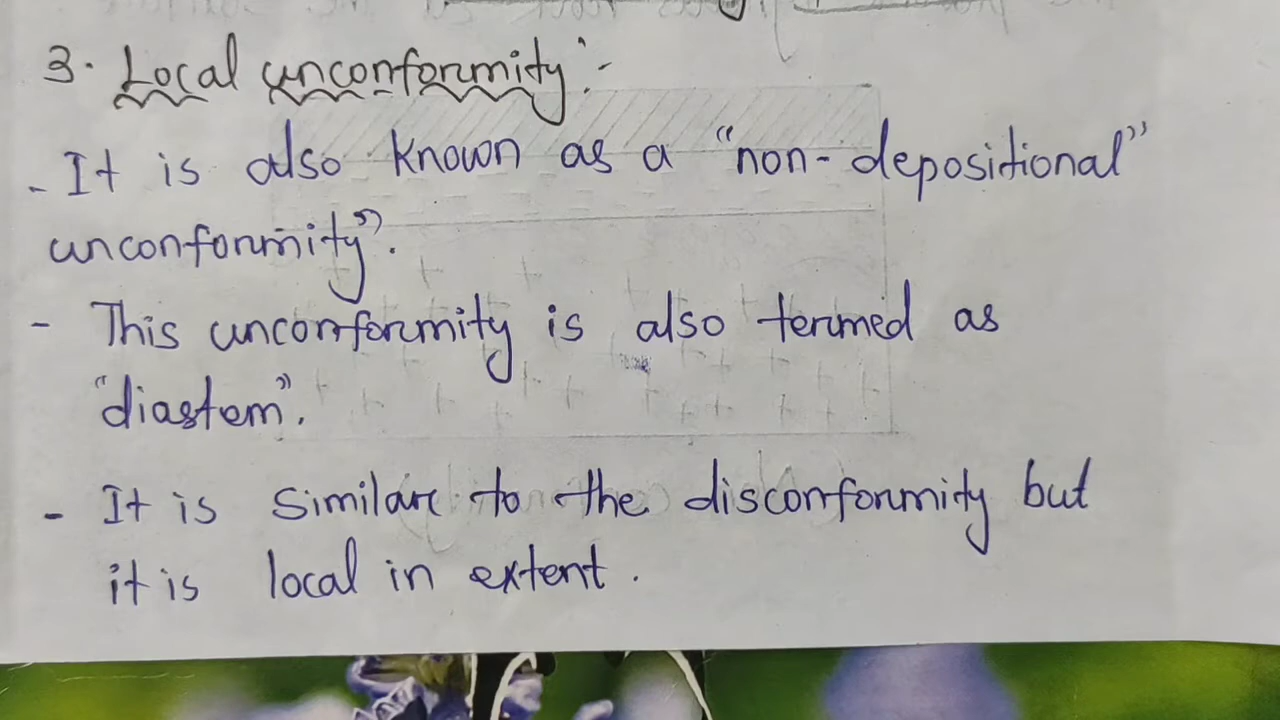 3. Local unconformity :-
- It is also known as a “non-depositional”
unconformity”.
- This unconformity is also termed as
“diastem”.
- It is similar to the disconformity but
it is local in extent.